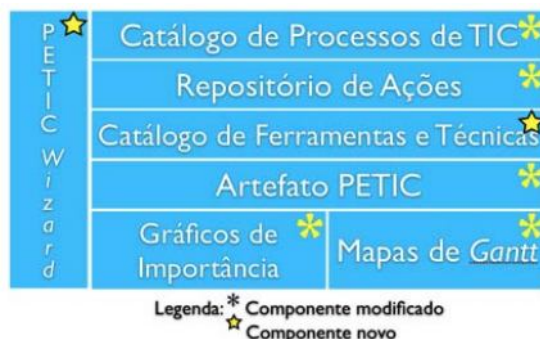 PETIC Wizard
Catálogo de Processos de TIC*
Repositório de Ações *
Catálogo de Ferramentas e Técnicas
Artefato PETIC *
Gráficos de *
Importância
Mapas de Gantt *
Legenda: * Componente modificado
Componente novo